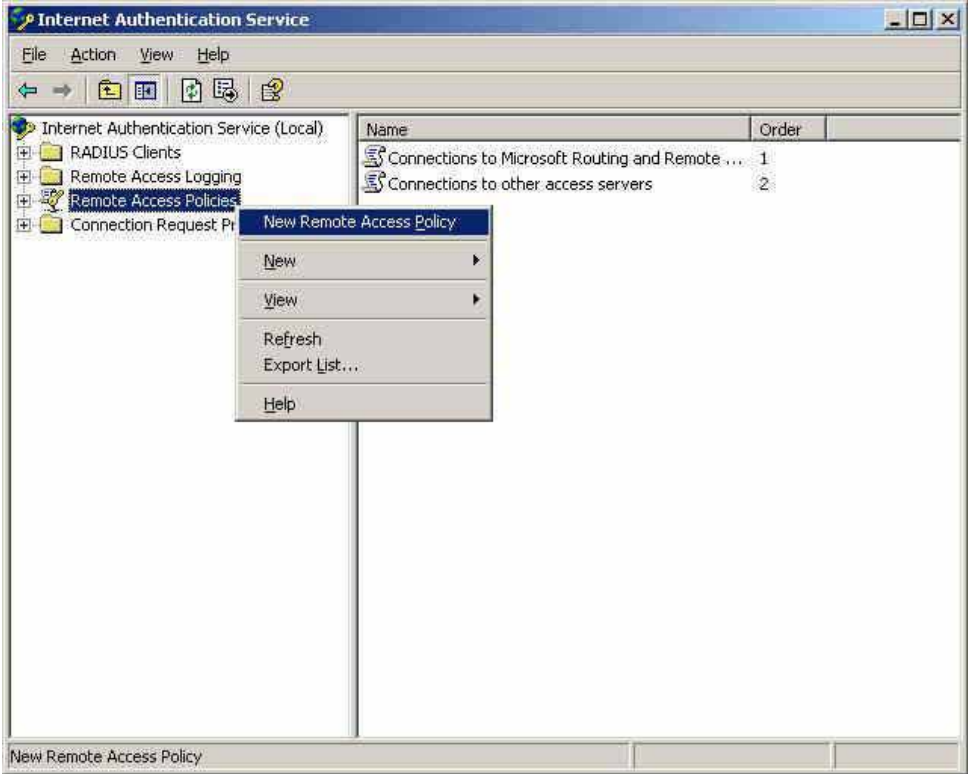 Internet Authentication Service
File Action View Help
Internet Authentication Service (Local)
RADIUS Clients
Remote Access Logging
Remote Access Policies
Connection Request Pr
Name Order
Connections to Microsoft Routing and Remote ... 1
Connections to other access servers 2
New Remote Access Policy
New
View
Refresh
Export List...
Help
New Remote Access Policy